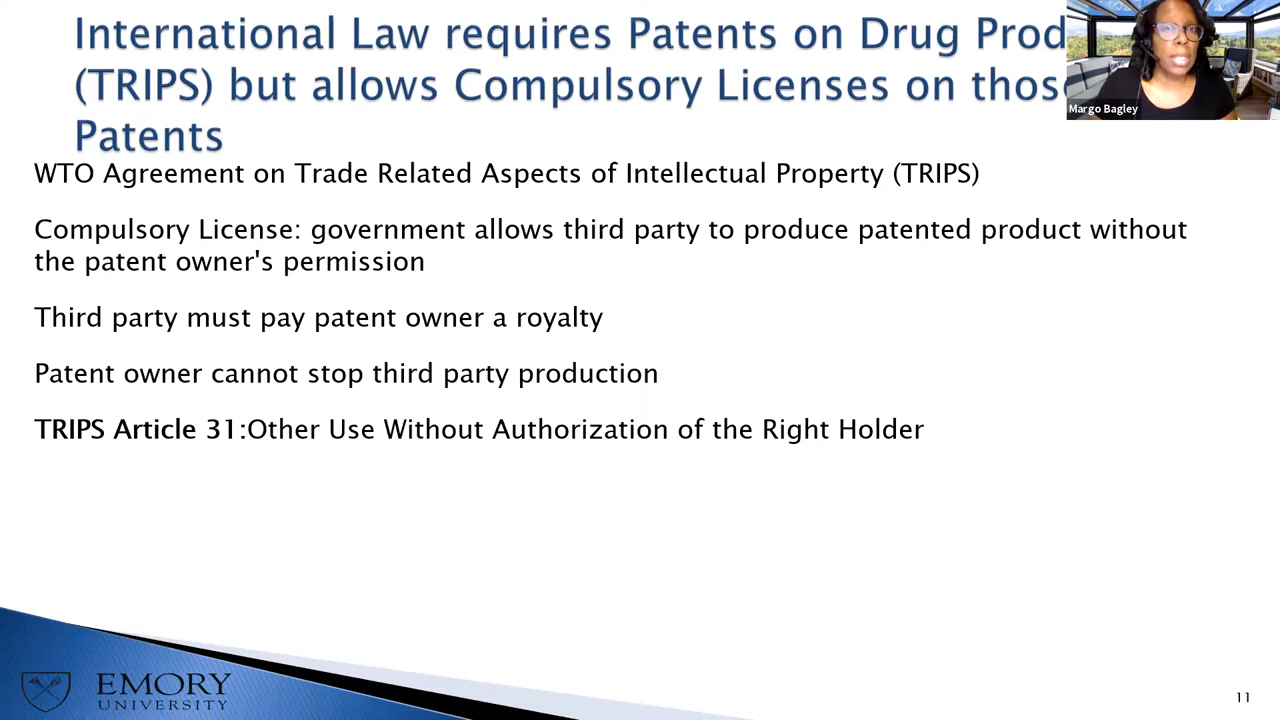 International Law requires Patents on Drug Prod
(TRIPS) but allows Compulsory Licenses on thos
Patents
Margo Bagley
WTO Agreement on Trade Related Aspects of Intellectual Property (TRIPS)
Compulsory License: government allows third party to produce patented product without
the patent owner's permission
Third party must pay patent owner a royalty
Patent owner cannot stop third party production
TRIPS Article 31:Other Use Without Authorization of the Right Holder
EMORY
UNIVERSITY
11